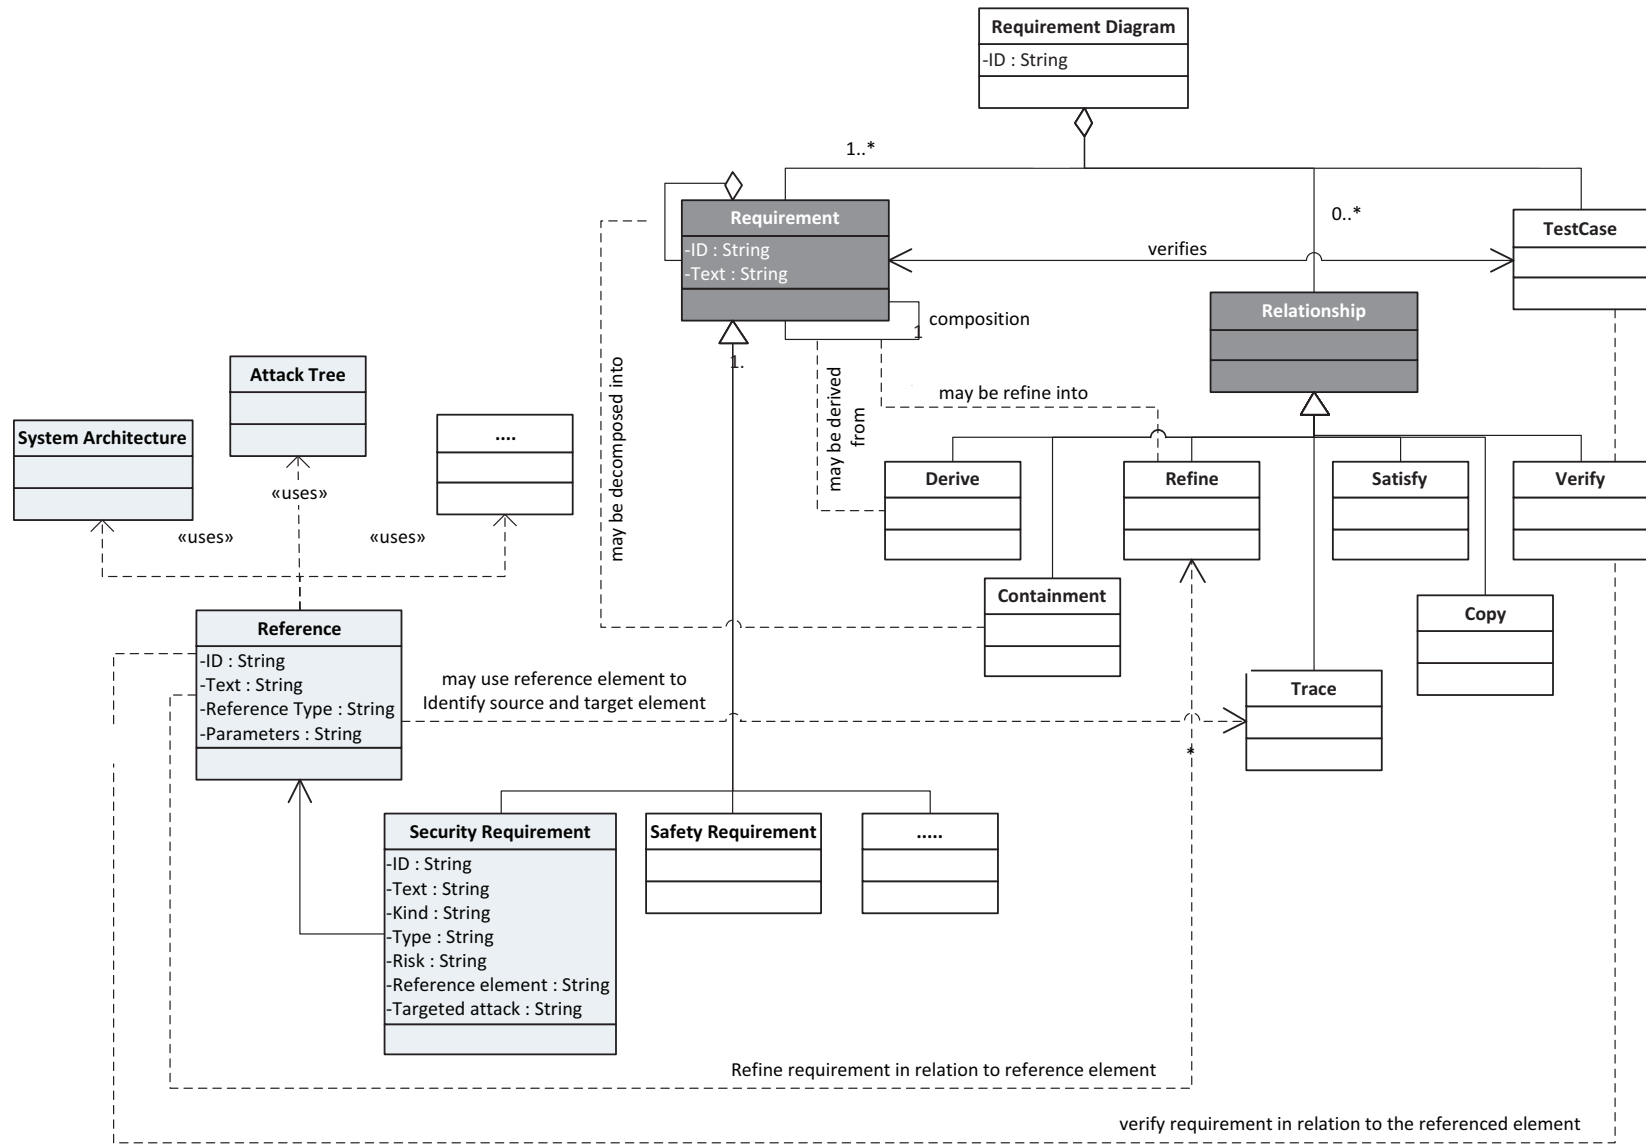 Requirement Diagram
-ID : String
1..*
Requirement
-ID : String
-Text : String
0..*
TestCase
verifies
Relationship
composition
1
1.
may be decomposed into
may be derived
from
may be refine into
Attack Tree
System Architecture
....
«uses»
«uses»
«uses»
Derive
Refine
Satisfy
Verify
Containment
Copy
Trace
Reference
-ID : String
-Text : String
-Reference Type : String
-Parameters : String
may use reference element to
Identify source and target element
*
Security Requirement
-ID : String
-Text : String
-Kind : String
-Type : String
-Risk : String
-Reference element : String
-Targeted attack : String
Safety Requirement
.....
Refine requirement in relation to reference element
verify requirement in relation to the referenced element